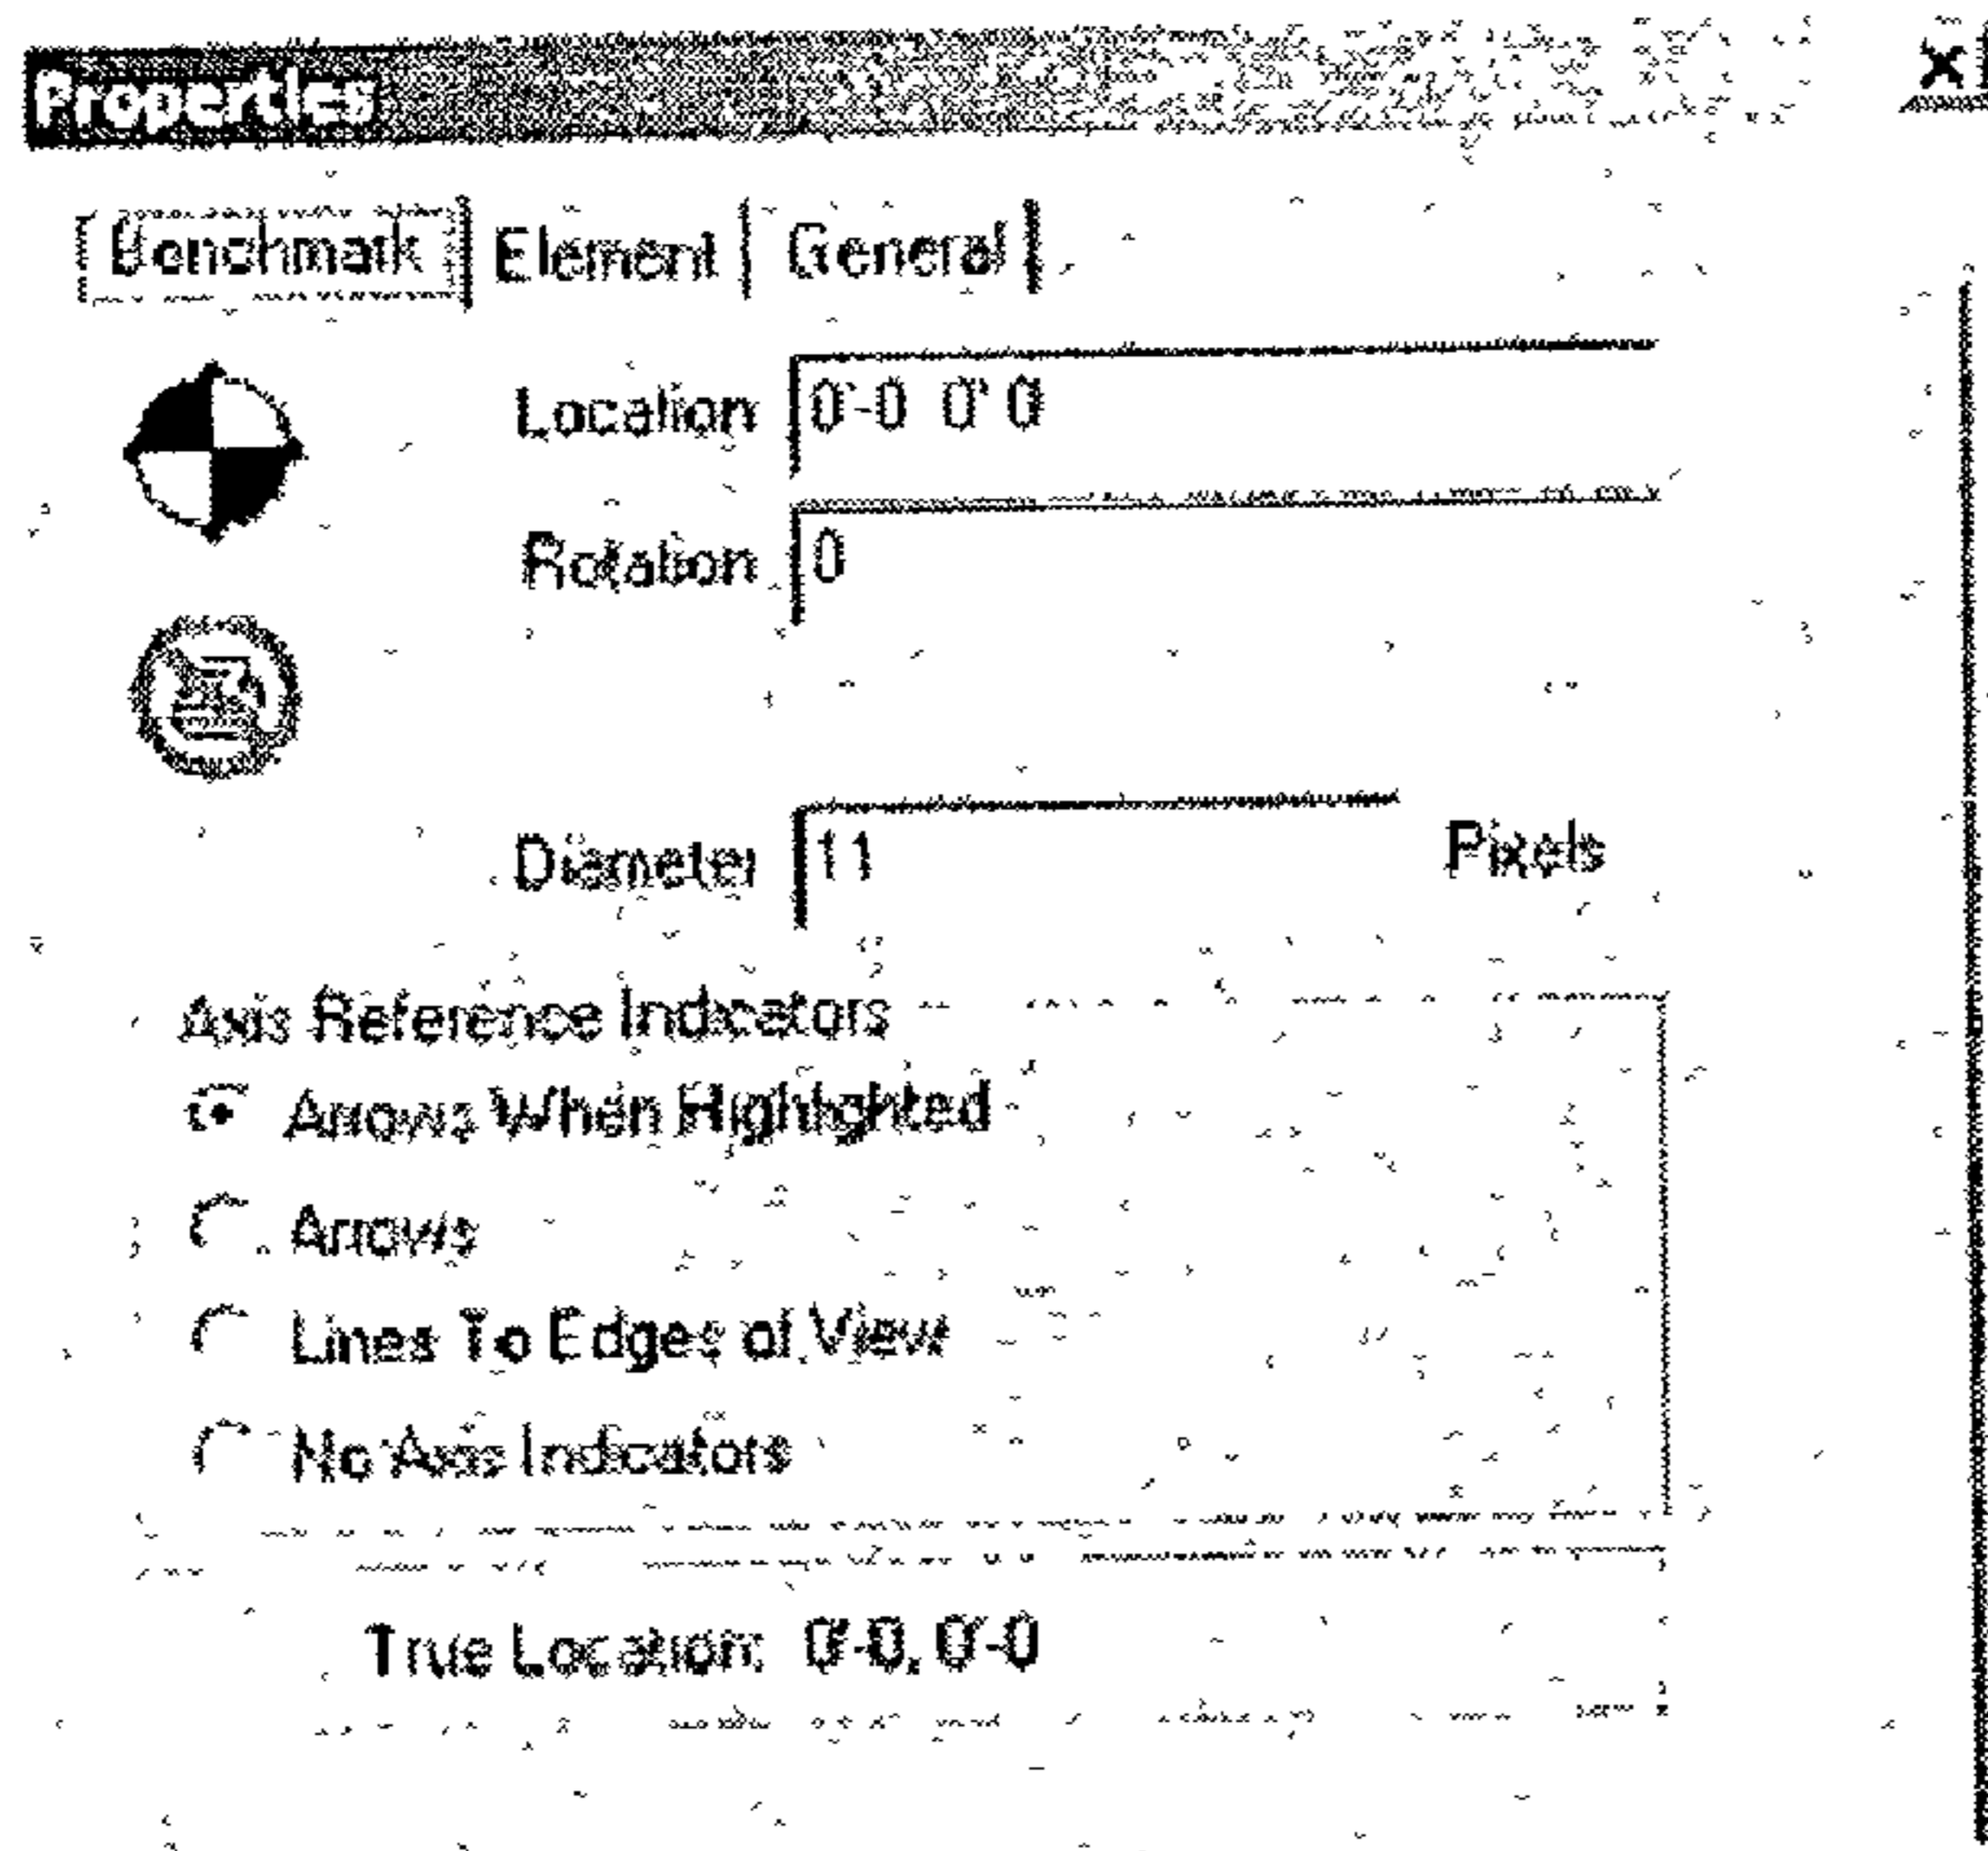 Properties
Benchmark Element General
Location 0'-0 0' 0
Rotation 0
Diameter 11 Pixels
Axis Reference Indicators
Arrows When Highlighted
Arrows
Lines To Edges of View
No Axis Indicators
True Location: 0'-0, 0'-0